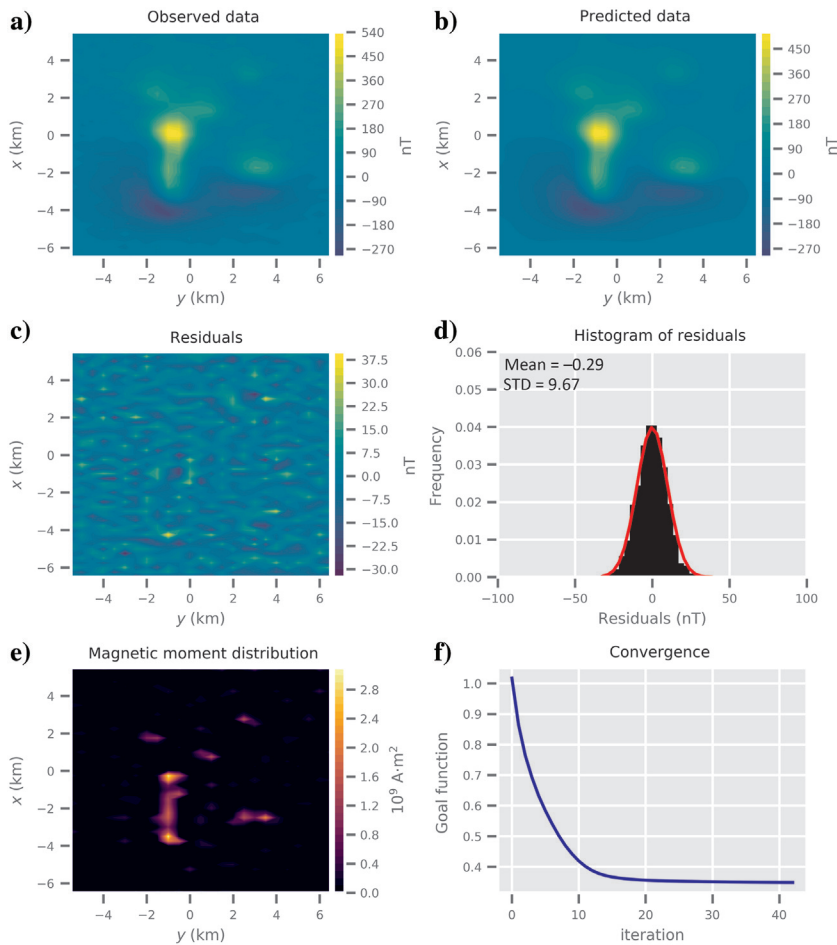 a) Observed data
4
2
0
−2
−4
−6
x (km)
−4 −2 0 2 4 6
y (km)
540
450
360
270
180
90
0
−90
−180
−270
nT
b) Predicted data
4
2
0
−2
−4
−6
x (km)
−4 −2 0 2 4 6
y (km)
450
360
270
180
90
0
−90
−180
−270
nT
c) Residuals
4
2
0
−2
−4
−6
x (km)
−4 −2 0 2 4 6
y (km)
37.5
30.0
22.5
15.0
7.5
0.0
−7.5
−15.0
−22.5
−30.0
nT
d) Histogram of residuals
Mean = −0.29
STD = 9.67
0.06
0.05
0.04
0.03
0.02
0.01
0.00
Frequency
−100 −50 0 50 100
Residuals (nT)
e) Magnetic moment distribution
4
2
0
−2
−4
−6
x (km)
−4 −2 0 2 4 6
y (km)
2.8
2.4
2.0
1.6
1.2
0.8
0.4
0.0
10⁹ A·m²
f) Convergence
1.0
0.9
0.8
0.7
0.6
0.5
0.4
Goal function
0 10 20 30 40
iteration